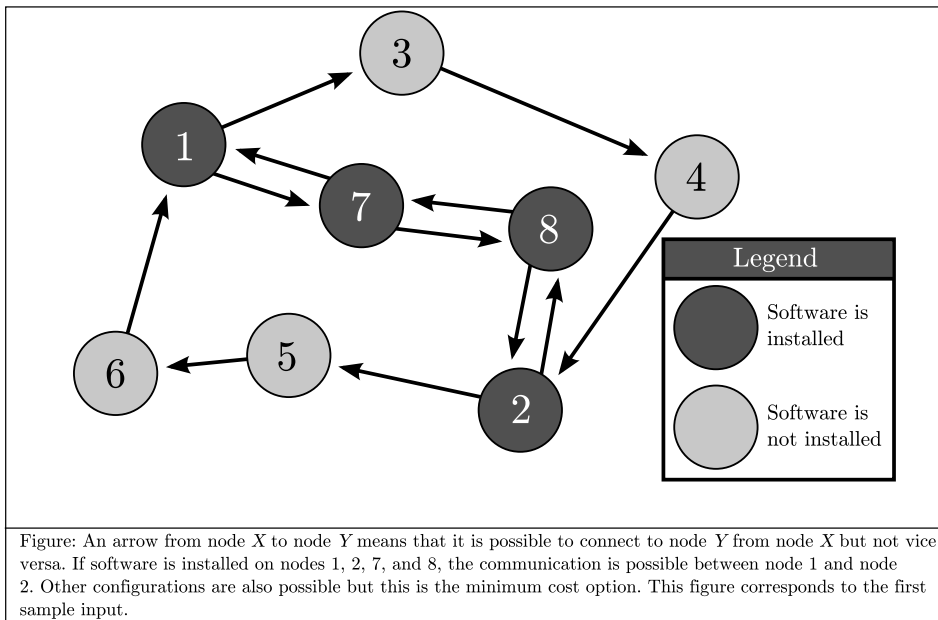 3
1
4
7
8
Legend
Software is
installed
6
5
2
Software is
not installed
Figure: An arrow from node X to node Y means that it is possible to connect to node Y from node X but not vice
versa. If software is installed on nodes 1, 2, 7, and 8, the communication is possible between node 1 and node
2. Other configurations are also possible but this is the minimum cost option. This figure corresponds to the first
sample input.